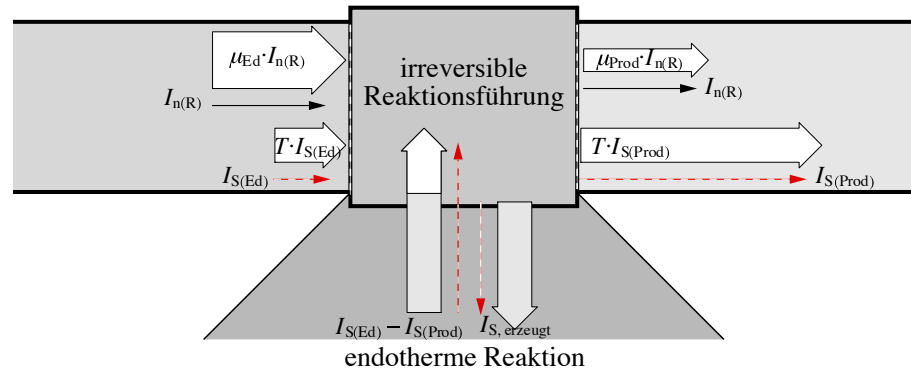 μEd·In(R)
irreversible
Reaktionsführung
μProd·In(R)
In(R)
In(R)
T·IS(Ed)
T·IS(Prod)
IS(Ed)
IS(Prod)
IS(Ed) − IS(Prod) IS, erzeugt
endotherme Reaktion